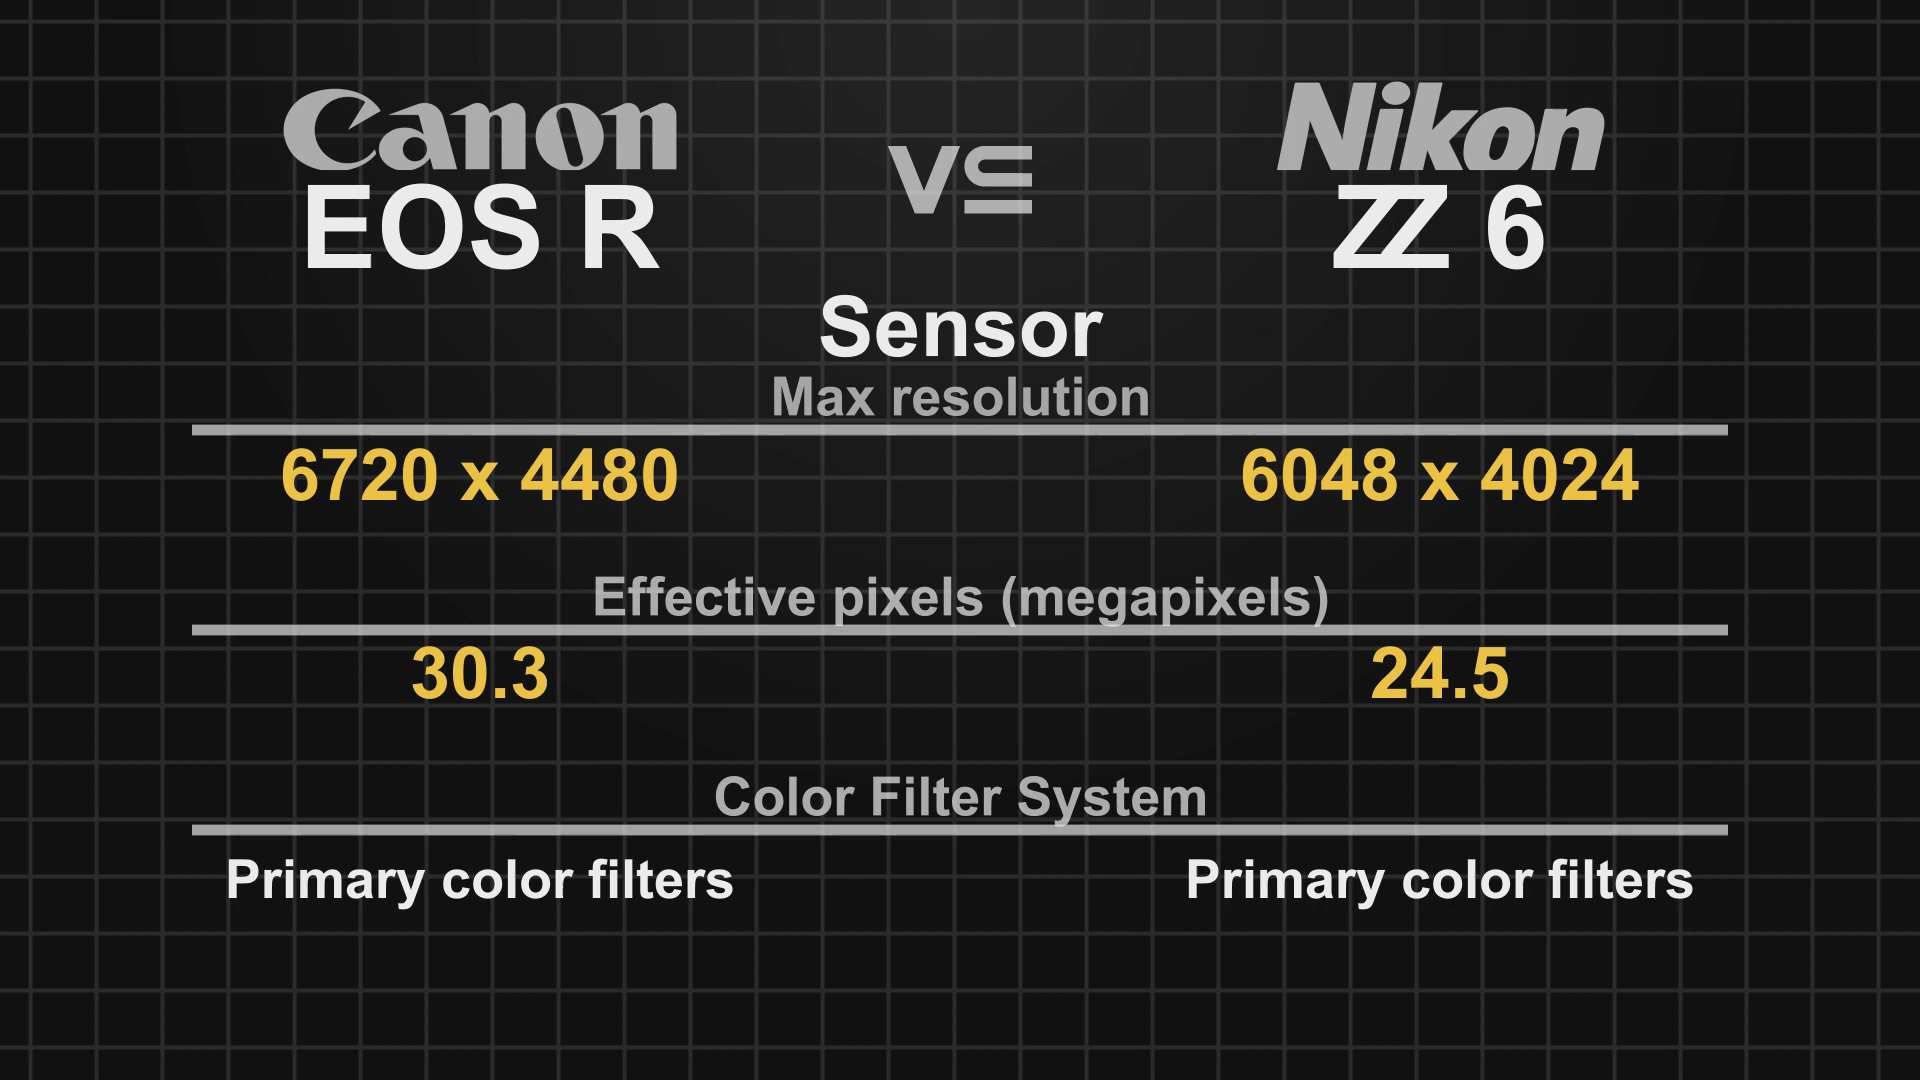 Canon VS Nikon
EOS R ZZ 6
Sensor
Max resolution
6720 x 4480 6048 x 4024
Effective pixels (megapixels)
30.3 24.5
Color Filter System
Primary color filters Primary color filters